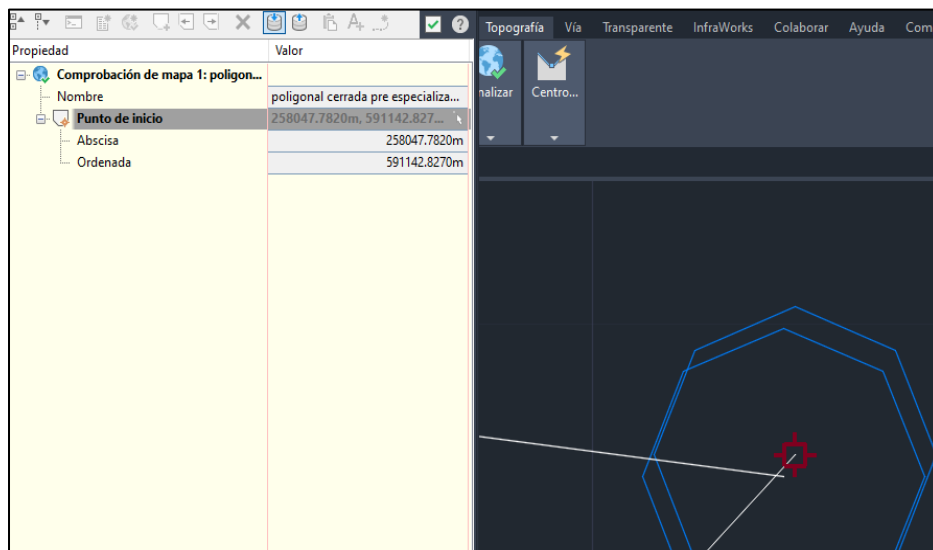 Topografía Vía Transparente InfraWorks Colaborar Ayuda Com
Propiedad Valor
Comprobación de mapa 1: poligon...
Nombre poligonal cerrada pre especializa...
Punto de inicio 258047.7820m, 591142.827...
Abscisa 258047.7820m
Ordenada 591142.8270m
nalizar Centro...